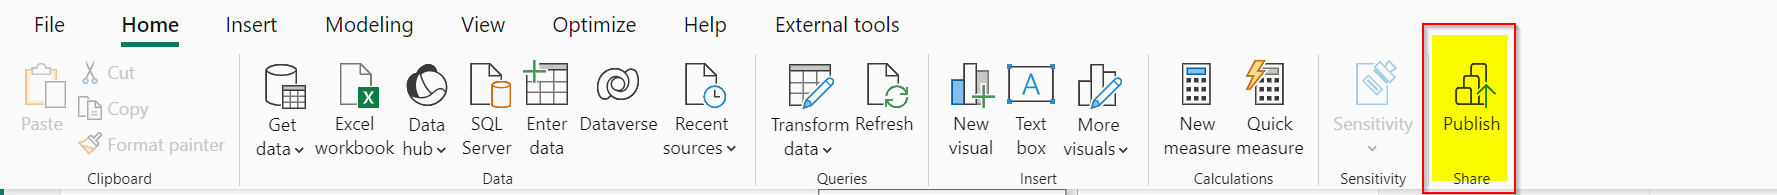 File Home Insert Modeling View Optimize Help External tools
Paste
Cut
Copy
Format painter
Clipboard
Get
data
Excel
workbook
Data
hub
SQL
Server
Enter
data
Dataverse
Recent
sources
Data
Transform
data
Refresh
Queries
New
visual
Text
box
More
visuals
Insert
New
measure
Quick
measure
Calculations
Sensitivity
Sensitivity
Publish
Share